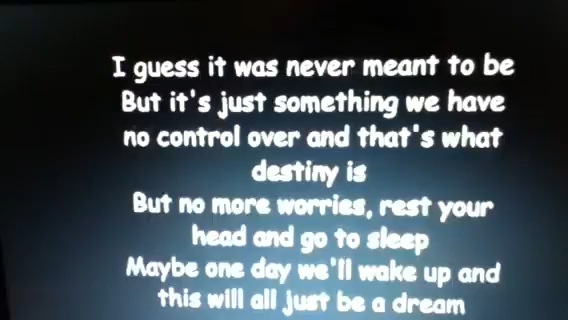 I guess it was never meant to be
But it's just something we have
no control over and that's what
destiny is
But no more worries, rest your
head and go to sleep
Maybe one day we'll wake up and
this will all just be a dream